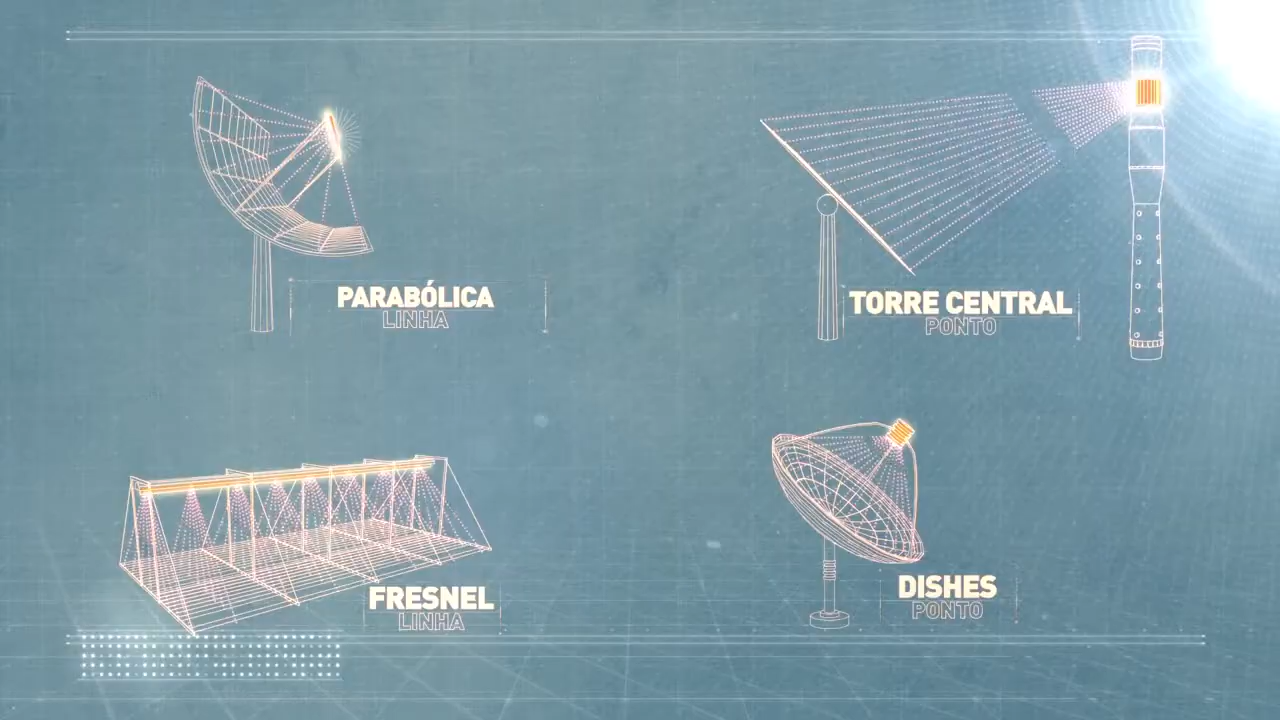 PARABÓLICA
LINHA
TORRE CENTRAL
PONTO
FRESNEL
LINHA
DISHES
PONTO